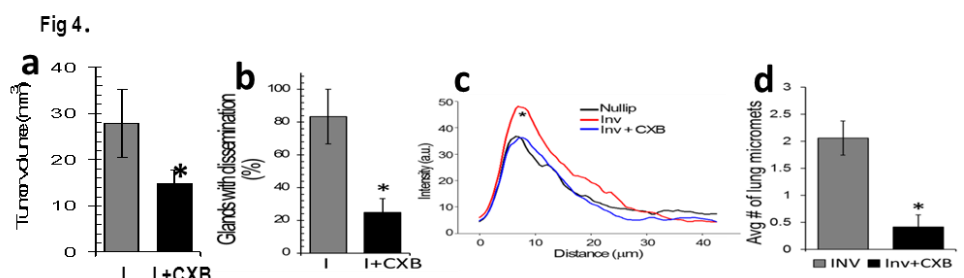 Fig 4.
a
Tumor volume (mm³)
40
30
20
10
0
*
I I+CXB
b
Glands with dissemination
(%)
100
80
60
40
20
0
*
I I+CXB
c
Intensity (a.u.)
50
40
30
20
10
0
*
Nullip
Inv
Inv + CXB
0 10 20 30 40
Distance (µm)
d
Avg # of lung micromets
3
2.5
2
1.5
1
0.5
0
*
INV Inv+CXB